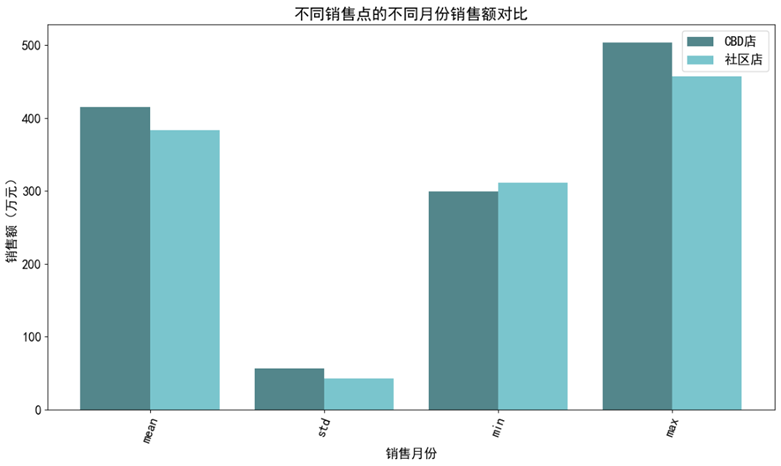 不同销售点的不同月份销售额对比
CBD店
社区店
销售额（万元）
500
400
300
200
100
0
mean
std
min
max
销售月份